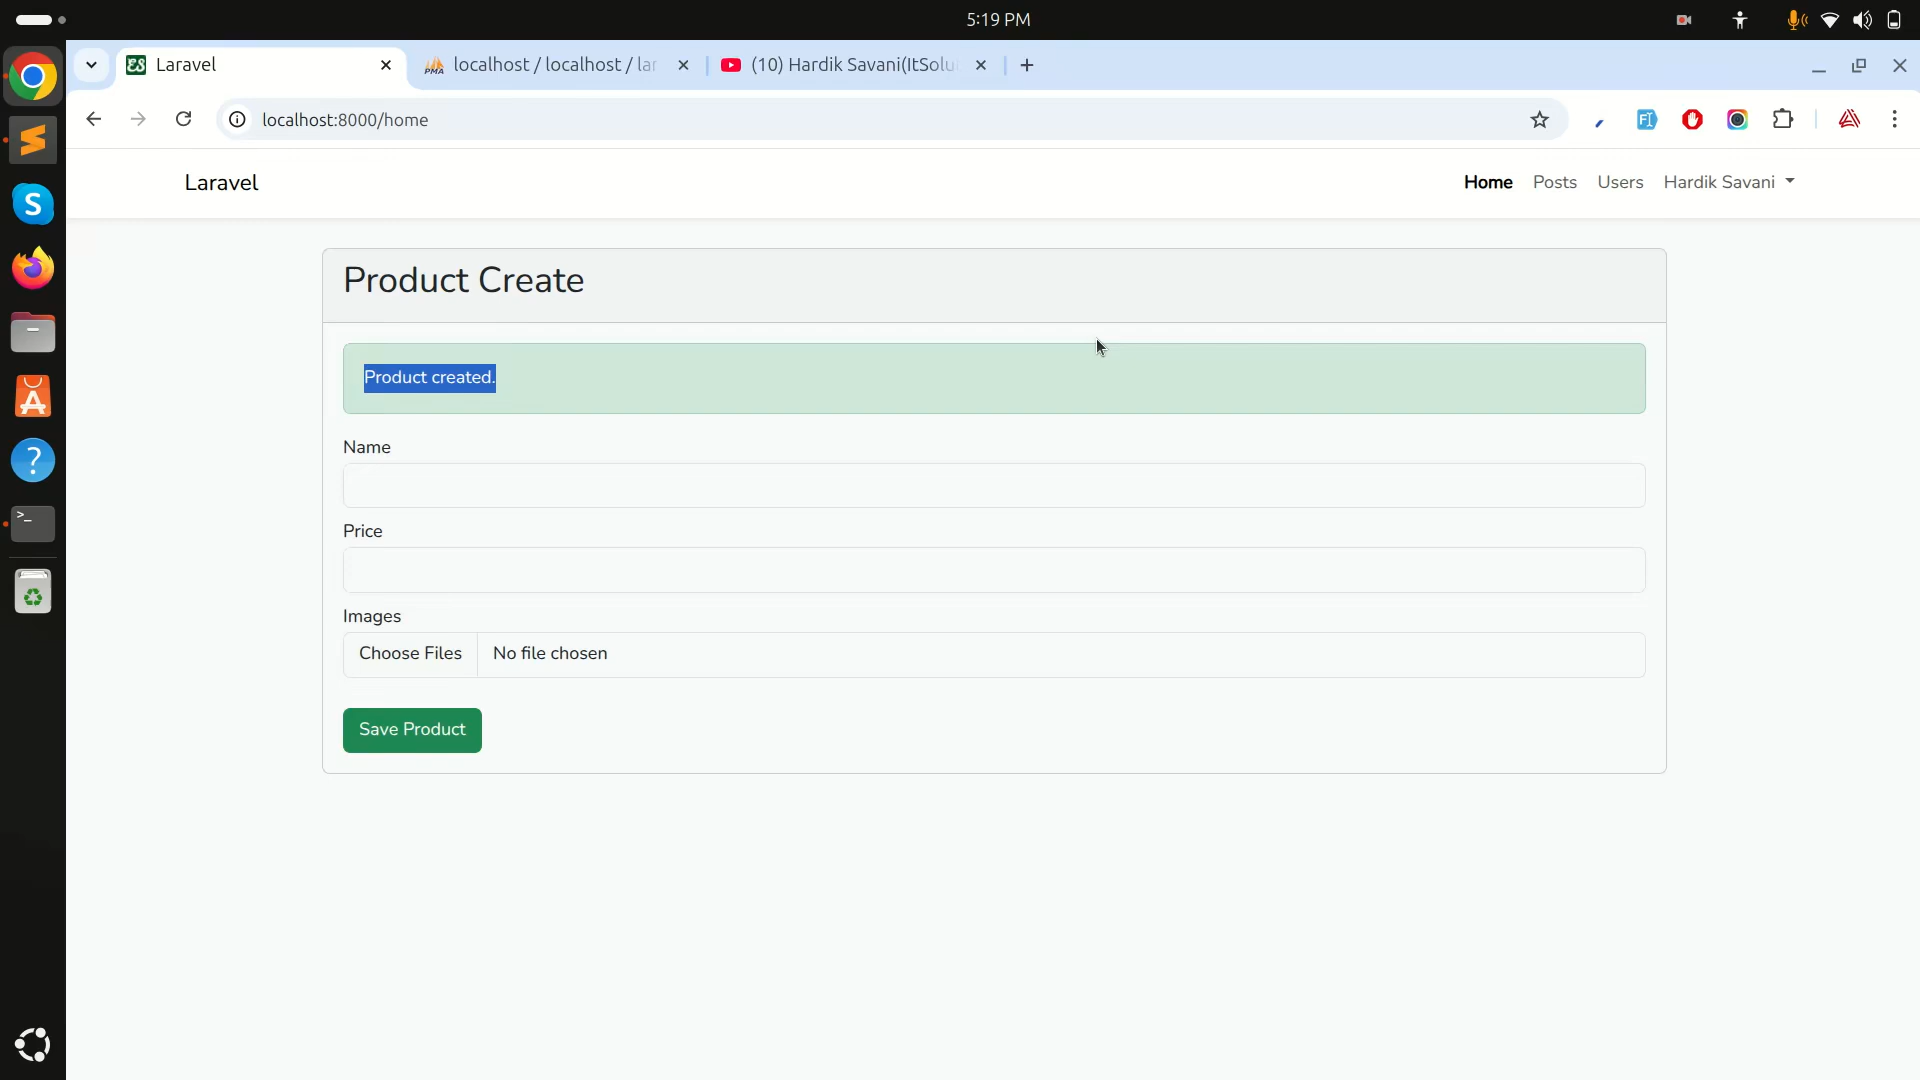 5:19 PM
Laravel
localhost / localhost / lar
(10) Hardik Savani(ItSolu
localhost:8000/home
Laravel
Home Posts Users Hardik Savani
Product Create
Product created.
Name
Price
Images
Choose Files No file chosen
Save Product